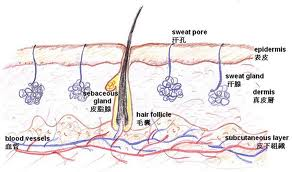 sweat pore
汗孔
epidermis
表皮
sweat gland
汗腺
sebaceous
gland
皮脂腺
dermis
真皮層
hair follicle
毛囊
blood vessels
血管
subcutaneous layer
皮下組織